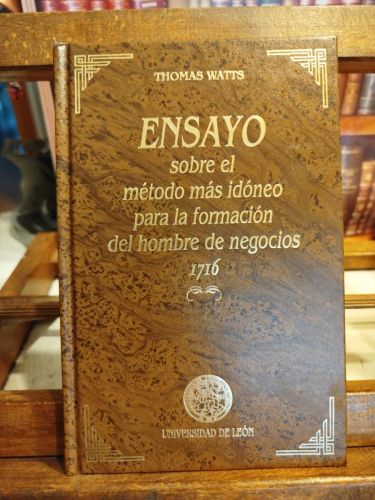 THOMAS WATTS
ENSAYO
sobre el
método más idóneo
para la formación
del hombre de negocios
1716
UNIVERSIDAD DE LEÓN